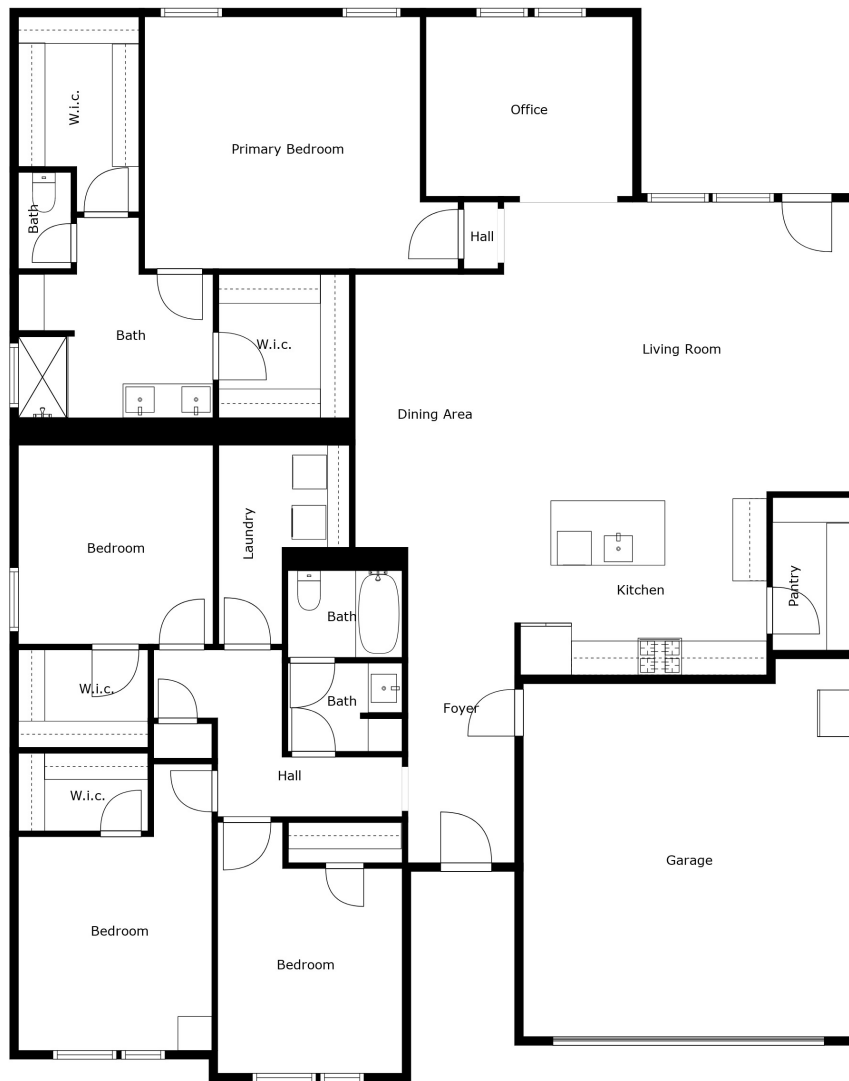 W.i.c.
Office
Primary Bedroom
Bath
Hall
Bath
W.i.c.
Living Room
Dining Area
Laundry
Bedroom
Pantry
Kitchen
Bath
W.i.c.
Bath
Foyer
Hall
W.i.c.
Garage
Bedroom
Bedroom